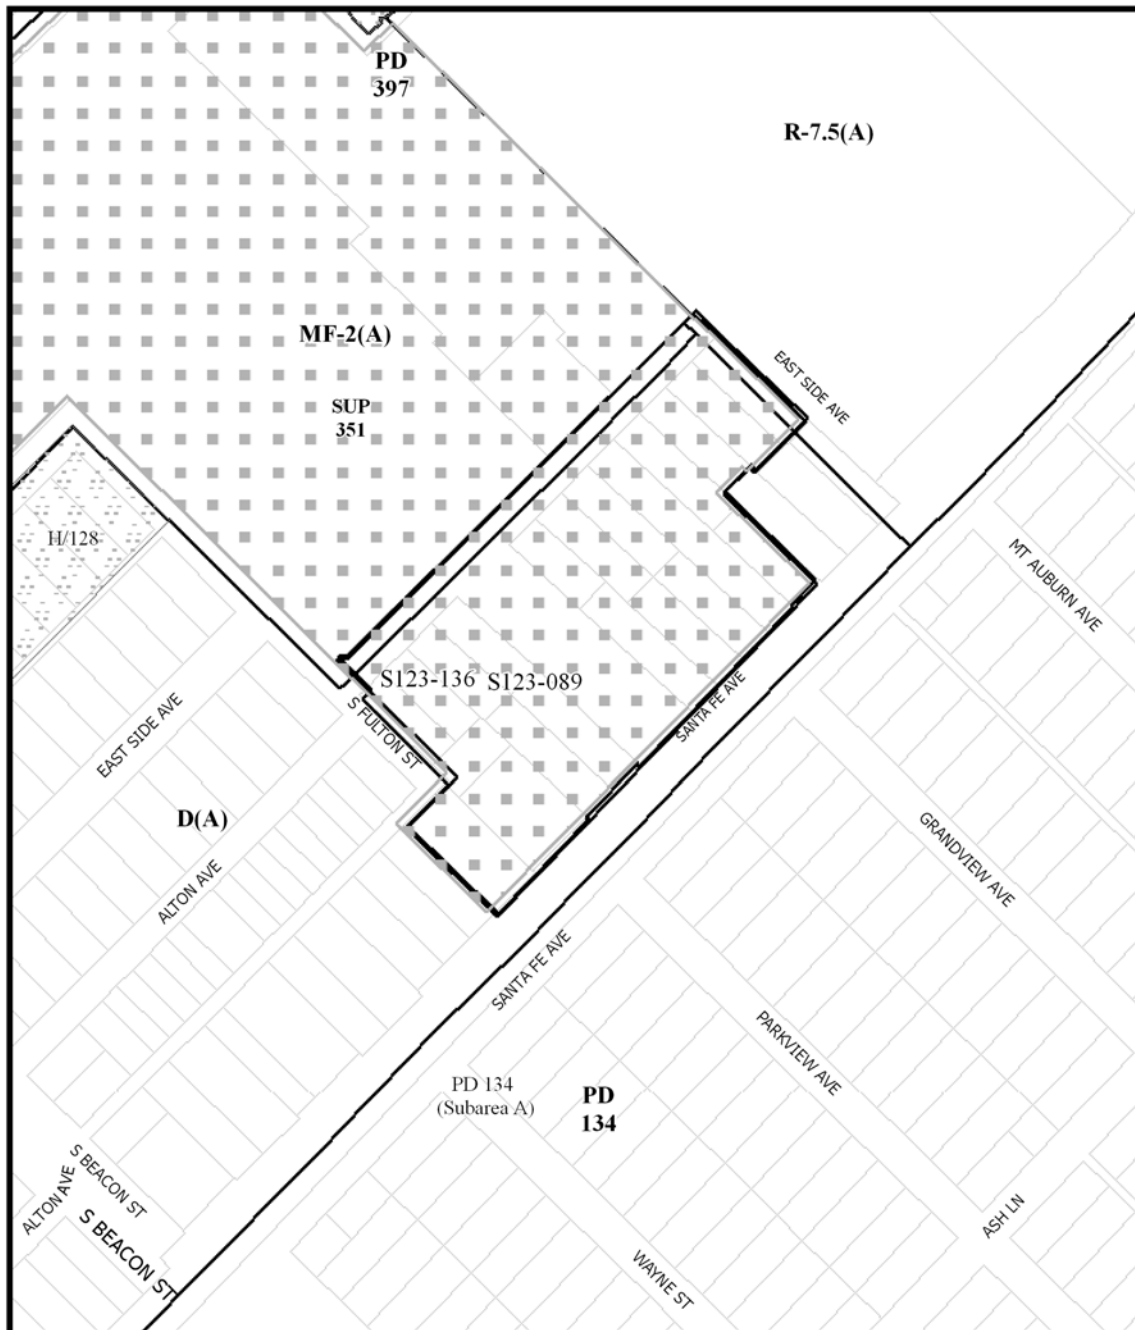 PD
397
R-7.5(A)
MF-2(A)
EAST SIDE AVE
SUP
351
H/128
MT AUBURN AVE
S123-136 S123-089
S FULTON ST
SANTA FE AVE
EAST SIDE AVE
D(A)
GRANDVIEW AVE
ALTON AVE
SANTA FE AVE
PARKVIEW AVE
PD 134
(Subarea A)
PD
134
S BEACON ST
ALTON AVE
S BEACON ST
ASH LN
WAYNE ST